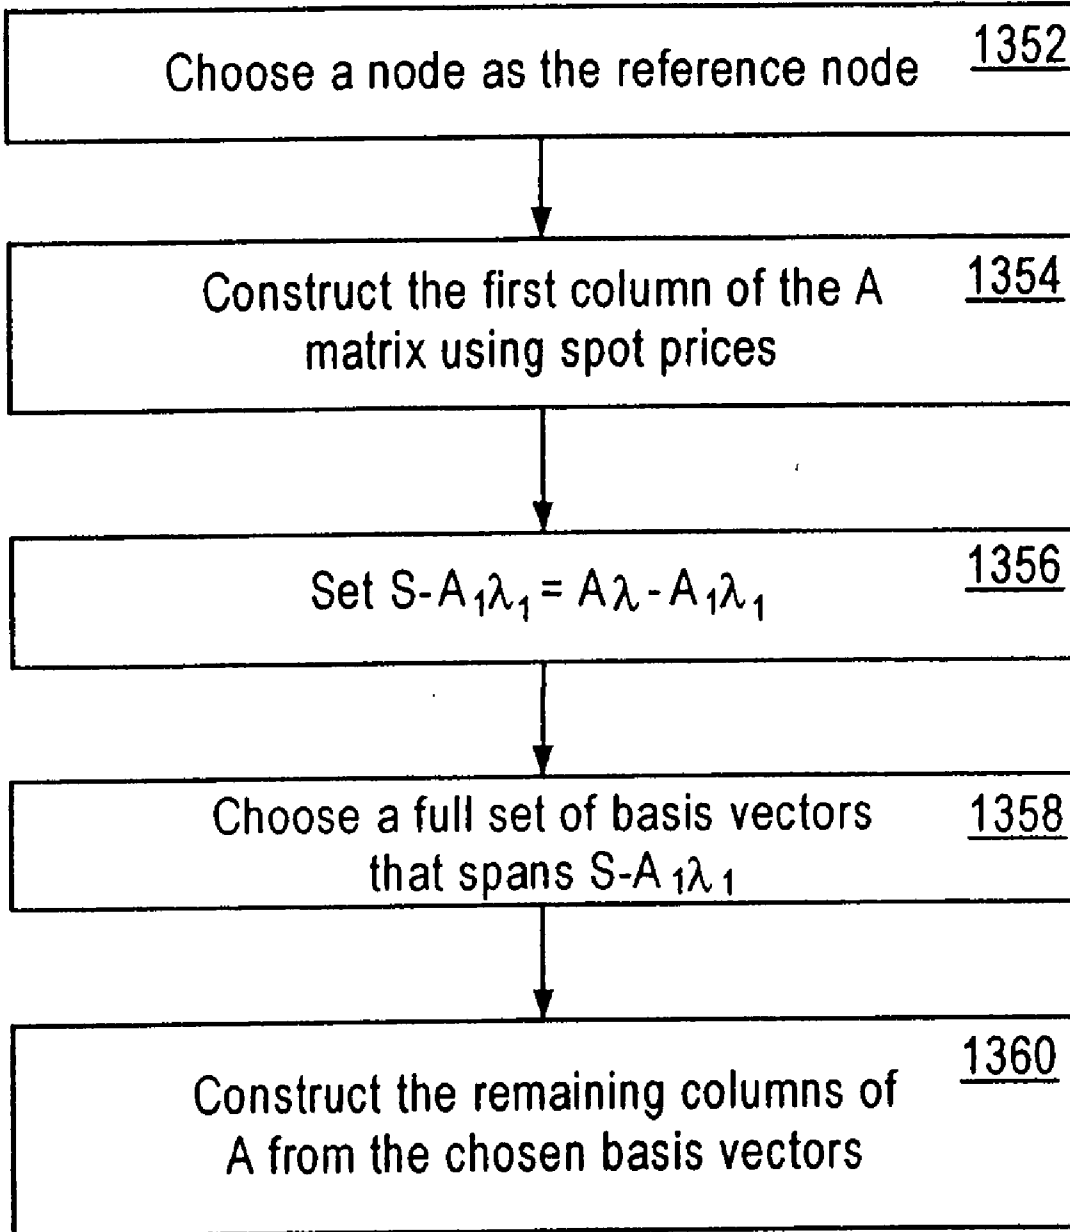 1352
Choose a node as the reference node
1354
Construct the first column of the A
matrix using spot prices
1356
Set S-A₁λ₁ = Aλ-A₁λ₁
1358
Choose a full set of basis vectors
that spans S-A₁λ₁
1360
Construct the remaining columns of
A from the chosen basis vectors